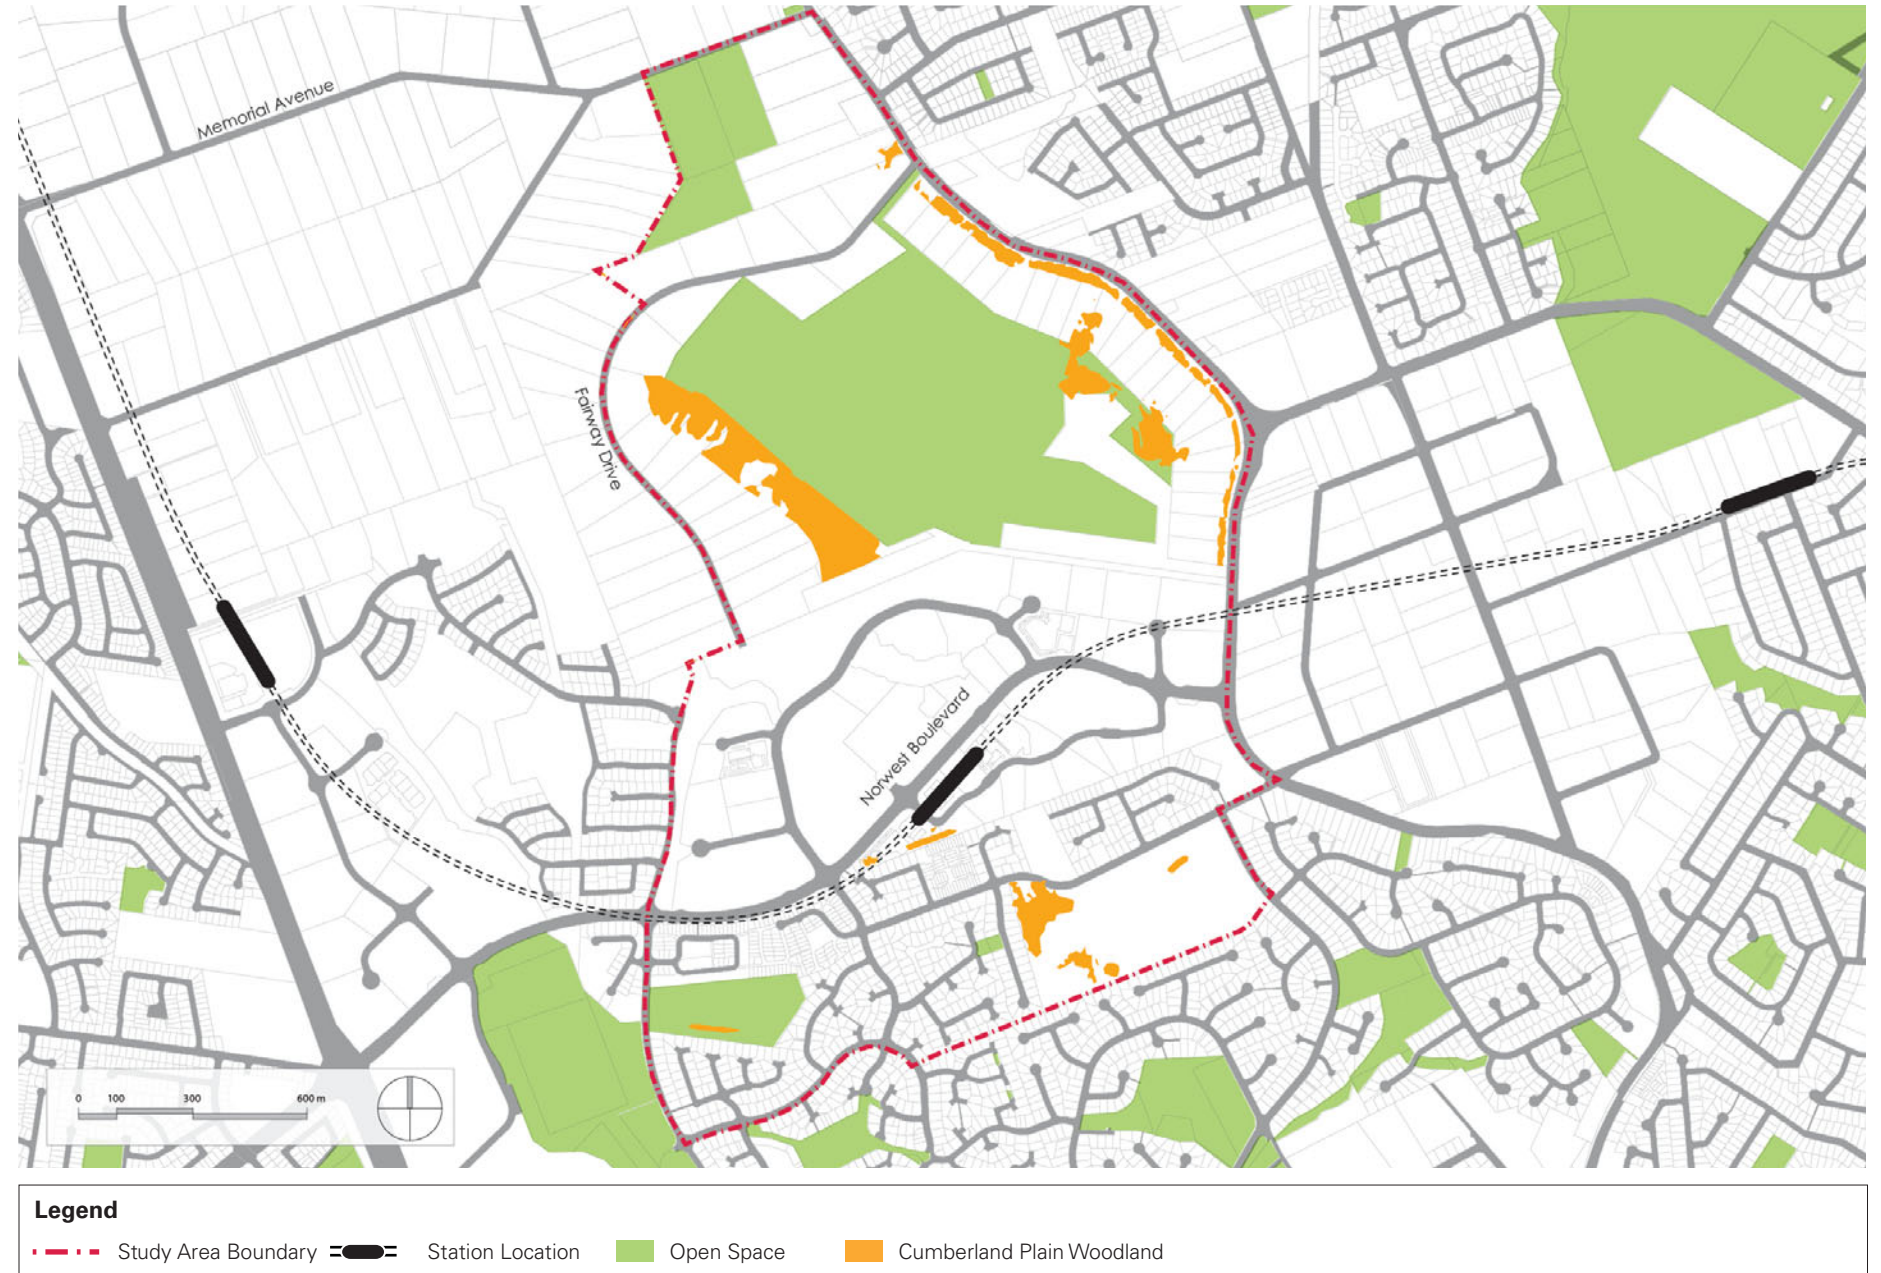 Memorial Avenue
Fairway Drive
Norwest Boulevard
0 100 300 600 m
Legend
Study Area Boundary Station Location Open Space Cumberland Plain Woodland